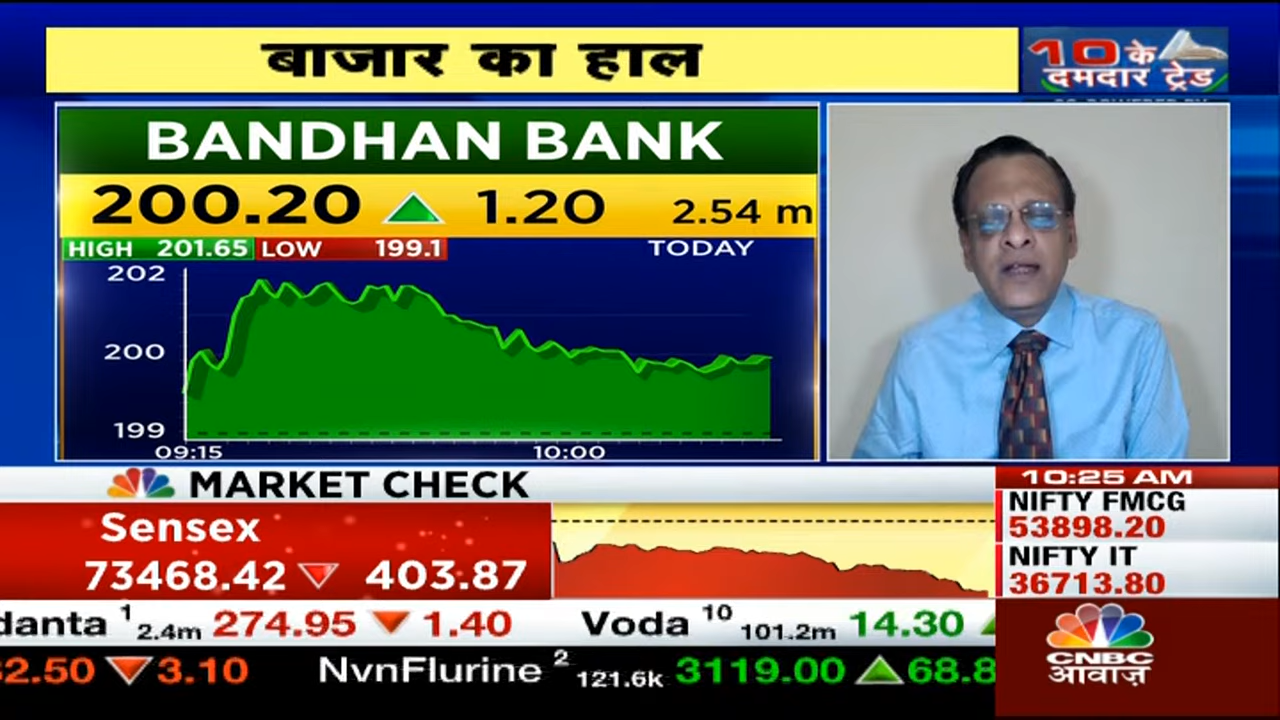 बाजार का हाल
10 के
दमदार ट्रेड
BANDHAN BANK
200.20 1.20 2.54 m
HIGH 201.65 LOW 199.1 TODAY
202
200
199
09:15 10:00
MARKET CHECK
10:25 AM
Sensex
73468.42 403.87
NIFTY FMCG
53898.20
NIFTY IT
36713.80
danta 1 2.4m 274.95 1.40 Voda 10 101.2m 14.30
2.50 3.10 NvnFlurine 2 121.6k 3119.00 68.8
CNBC
आवाज़